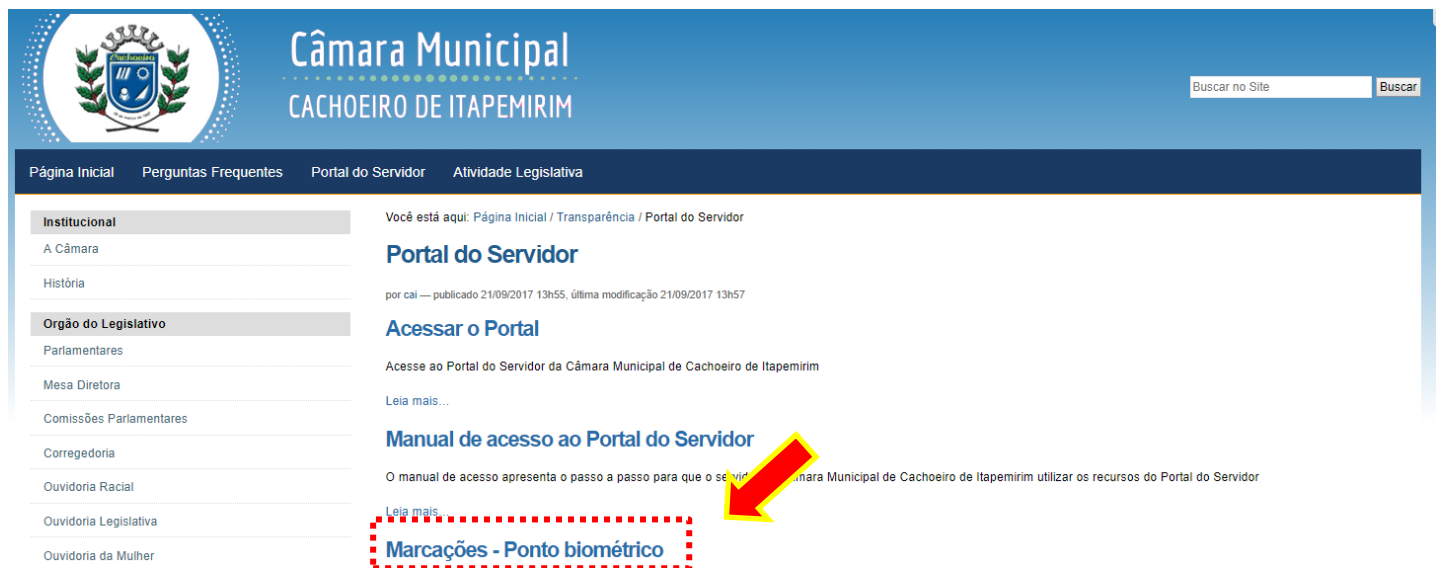 Cachoeiro
Câmara Municipal
CACHOEIRO DE ITAPEMIRIM
Buscar no Site
Buscar
Página Inicial Perguntas Frequentes Portal do Servidor Atividade Legislativa
Institucional
A Câmara
História
Orgão do Legislativo
Parlamentares
Mesa Diretora
Comissões Parlamentares
Corregedoria
Ouvidoria Racial
Ouvidoria Legislativa
Ouvidoria da Mulher
Você está aqui: Página Inicial / Transparência / Portal do Servidor
Portal do Servidor
por cai — publicado 21/09/2017 13h55, última modificação 21/09/2017 13h57
Acessar o Portal
Acesse ao Portal do Servidor da Câmara Municipal de Cachoeiro de Itapemirim
Leia mais…
Manual de acesso ao Portal do Servidor
O manual de acesso apresenta o passo a passo para que o Municipal de Cachoeiro de Itapemirim utilizar os recursos do Portal do Servidor
Leia mais…
Marcações - Ponto biométrico